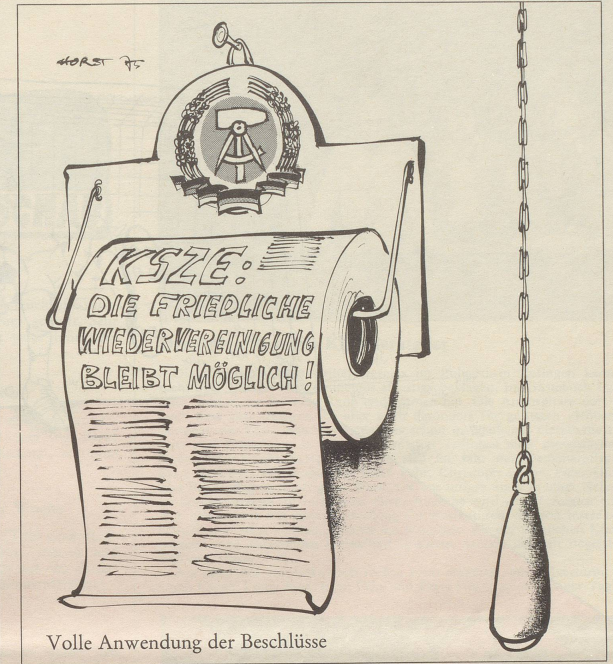 HORST 75
KSZE:
DIE FRIEDLICHE
WIEDERVEREINIGUNG
BLEIBT MÖGLICH!
Volle Anwendung der Beschlüsse